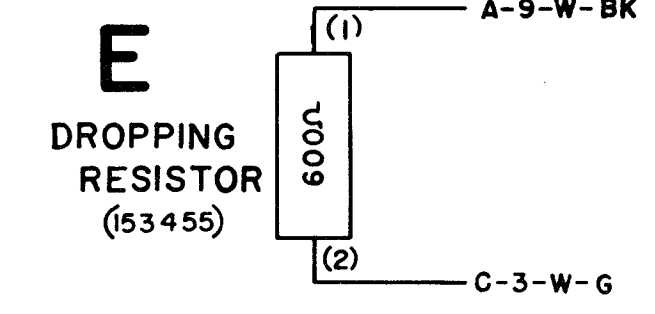 A-9-W-BK
(1)
E
DROPPING
RESISTOR
(153455)
600Ω
(2)
C-3-W-G